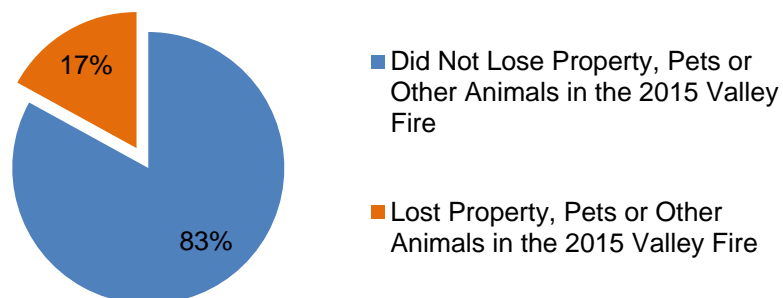 17%
83%
Did Not Lose Property, Pets or
Other Animals in the 2015 Valley
Fire
Lost Property, Pets or Other
Animals in the 2015 Valley Fire